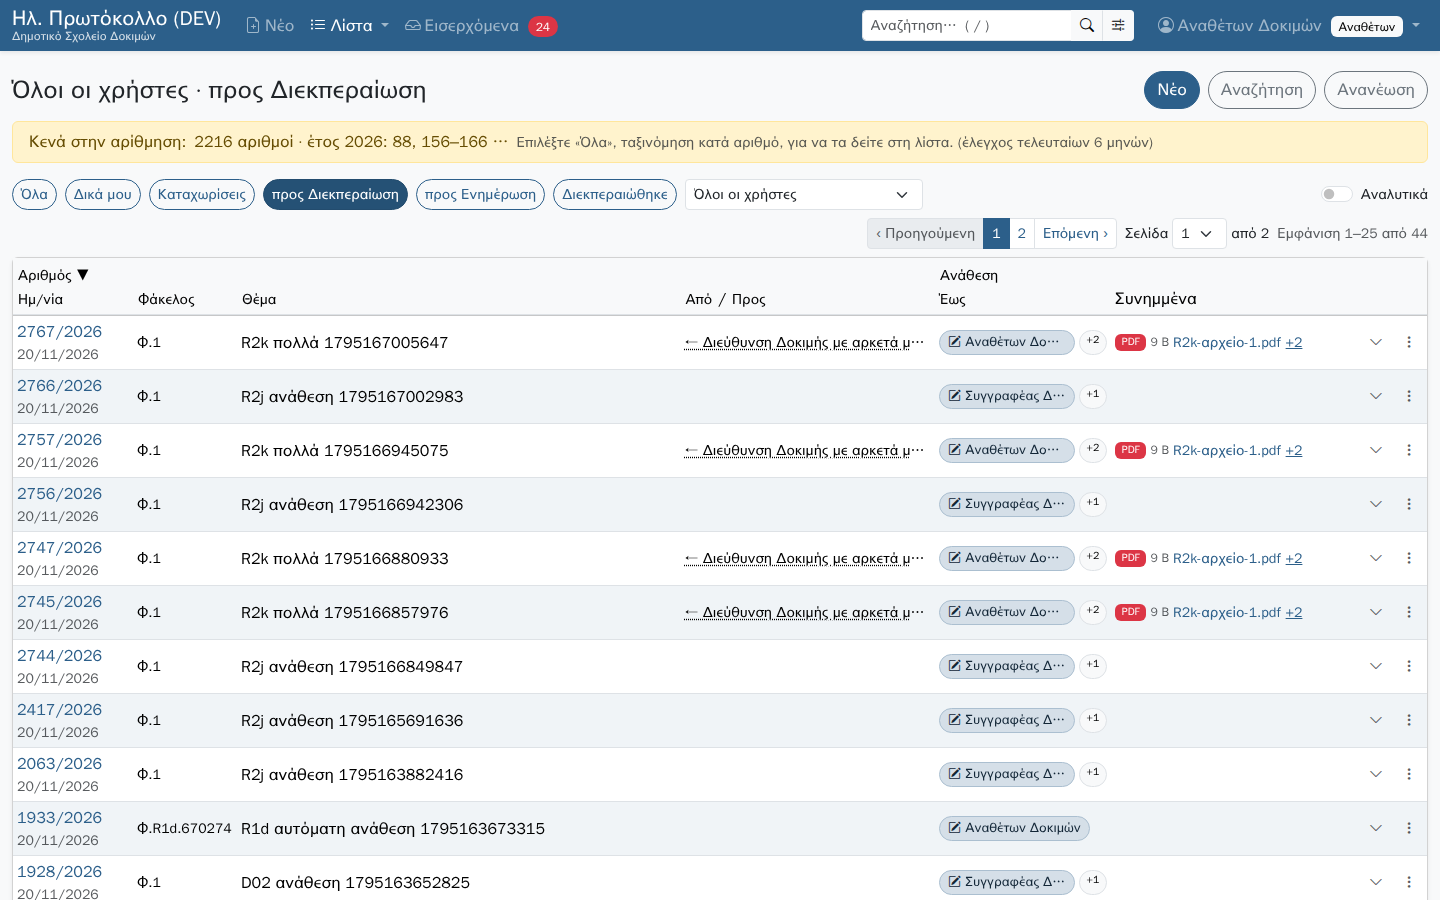 Ηλ. Πρωτόκολλο (DEV)
Δημοτικό Σχολείο Δοκιμών
Νέο Λίστα Εισερχόμενα 24 Αναζήτηση… ( / ) Αναθέτων Δοκιμών Αναθέτων
Όλοι οι χρήστες · προς Διεκπεραίωση Νέο Αναζήτηση Ανανέωση
Κενά στην αρίθμηση: 2216 αριθμοί · έτος 2026: 88, 156–166 … Επιλέξτε «Όλα», ταξινόμηση κατά αριθμό, για να τα δείτε στη λίστα. (έλεγχος τελευταίων 6 μηνών)
Όλα Δικά μου Καταχωρίσεις προς Διεκπεραίωση προς Ενημέρωση Διεκπεραιώθηκε Όλοι οι χρήστες Αναλυτικά
‹ Προηγούμενη 1 2 Επόμενη › Σελίδα 1 από 2 Εμφάνιση 1–25 από 44
Αριθμός ▼ Ανάθεση
Ημ/νία Φάκελος Θέμα Από / Προς Έως Συνημμένα
2767/2026
20/11/2026 Φ.1 R2k πολλά 1795167005647 ← Διεύθυνση Δοκιμής με αρκετά μ… Αναθέτων Δο… +2 PDF 9 B R2k-αρχείο-1.pdf +2
2766/2026
20/11/2026 Φ.1 R2j ανάθεση 1795167002983 Συγγραφέας Δ… +1
2757/2026
20/11/2026 Φ.1 R2k πολλά 1795166945075 ← Διεύθυνση Δοκιμής με αρκετά μ… Αναθέτων Δο… +2 PDF 9 B R2k-αρχείο-1.pdf +2
2756/2026
20/11/2026 Φ.1 R2j ανάθεση 1795166942306 Συγγραφέας Δ… +1
2747/2026
20/11/2026 Φ.1 R2k πολλά 1795166880933 ← Διεύθυνση Δοκιμής με αρκετά μ… Αναθέτων Δο… +2 PDF 9 B R2k-αρχείο-1.pdf +2
2745/2026
20/11/2026 Φ.1 R2k πολλά 1795166857976 ← Διεύθυνση Δοκιμής με αρκετά μ… Αναθέτων Δο… +2 PDF 9 B R2k-αρχείο-1.pdf +2
2744/2026
20/11/2026 Φ.1 R2j ανάθεση 1795166849847 Συγγραφέας Δ… +1
2417/2026
20/11/2026 Φ.1 R2j ανάθεση 1795165691636 Συγγραφέας Δ… +1
2063/2026
20/11/2026 Φ.1 R2j ανάθεση 1795163882416 Συγγραφέας Δ… +1
1933/2026
20/11/2026 Φ.R1d.670274 R1d αυτόματη ανάθεση 1795163673315 Αναθέτων Δοκιμών
1928/2026
20/11/2026 Φ.1 D02 ανάθεση 1795163652825 Συγγραφέας Δ… +1